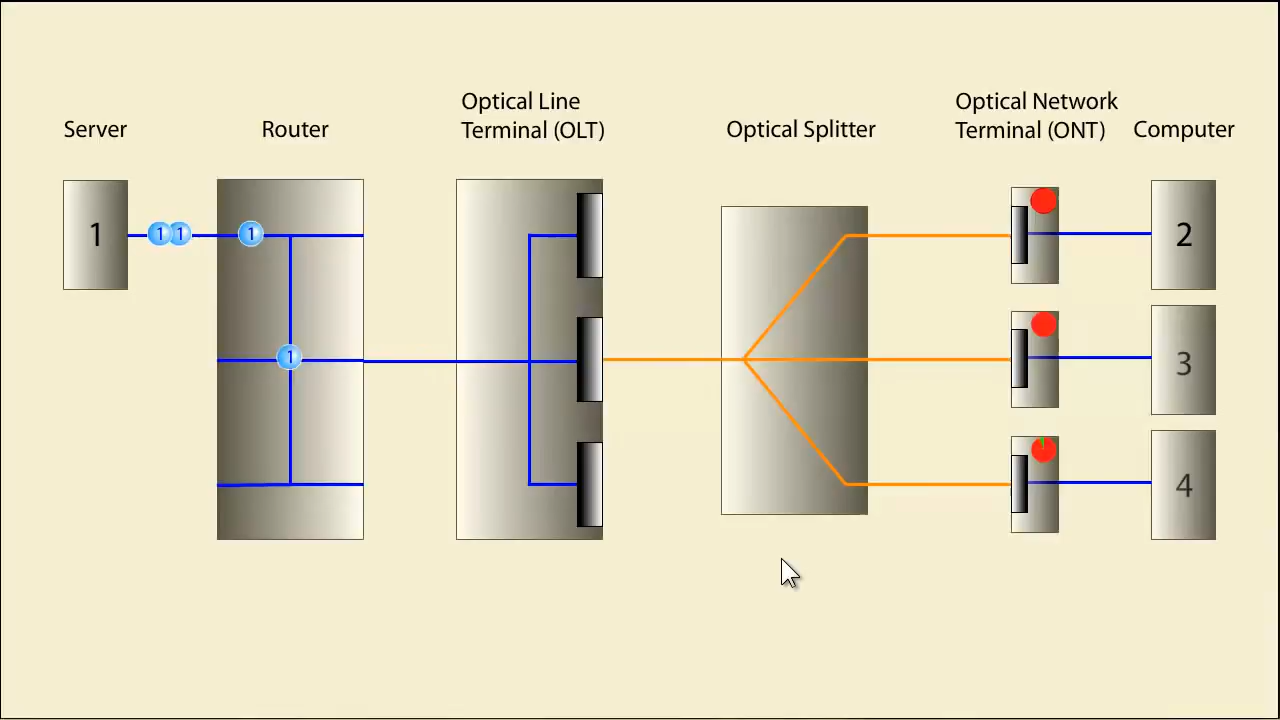 Server
Router
Optical Line
Terminal (OLT)
Optical Splitter
Optical Network
Terminal (ONT)
Computer
1
1
1
1
1
2
3
4